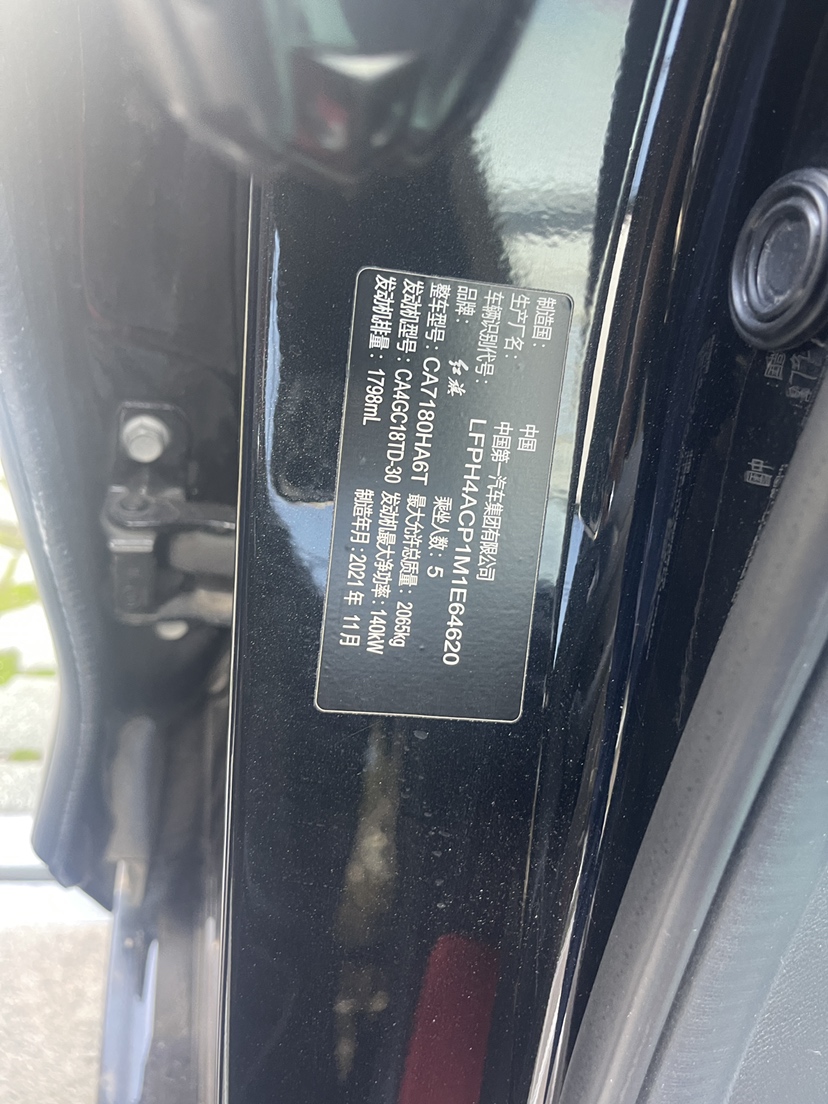 制造国： 中国
生产厂名： 中国第一汽车集团有限公司
车辆识别代号： LFPH4ACP1M1E64620
品牌： 红旗 乘坐人数：5
整车型号：CA7180HA6T 最大允许总质量：2065kg
发动机型号：CA4GC18TD-30 发动机最大净功率：140kW
发动机排量：1798mL 制造年月：2021年 11月